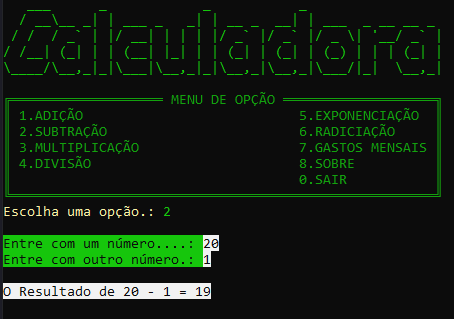 Calculadora
MENU DE OPÇÃO
1.ADIÇÃO 5.EXPONENCIAÇÃO
2.SUBTRAÇÃO 6.RADICIAÇÃO
3.MULTIPLICAÇÃO 7.GASTOS MENSAIS
4.DIVISÃO 8.SOBRE
0.SAIR
Escolha uma opção.: 2
Entre com um número....: 20
Entre com outro número.: 1
O Resultado de 20 - 1 = 19